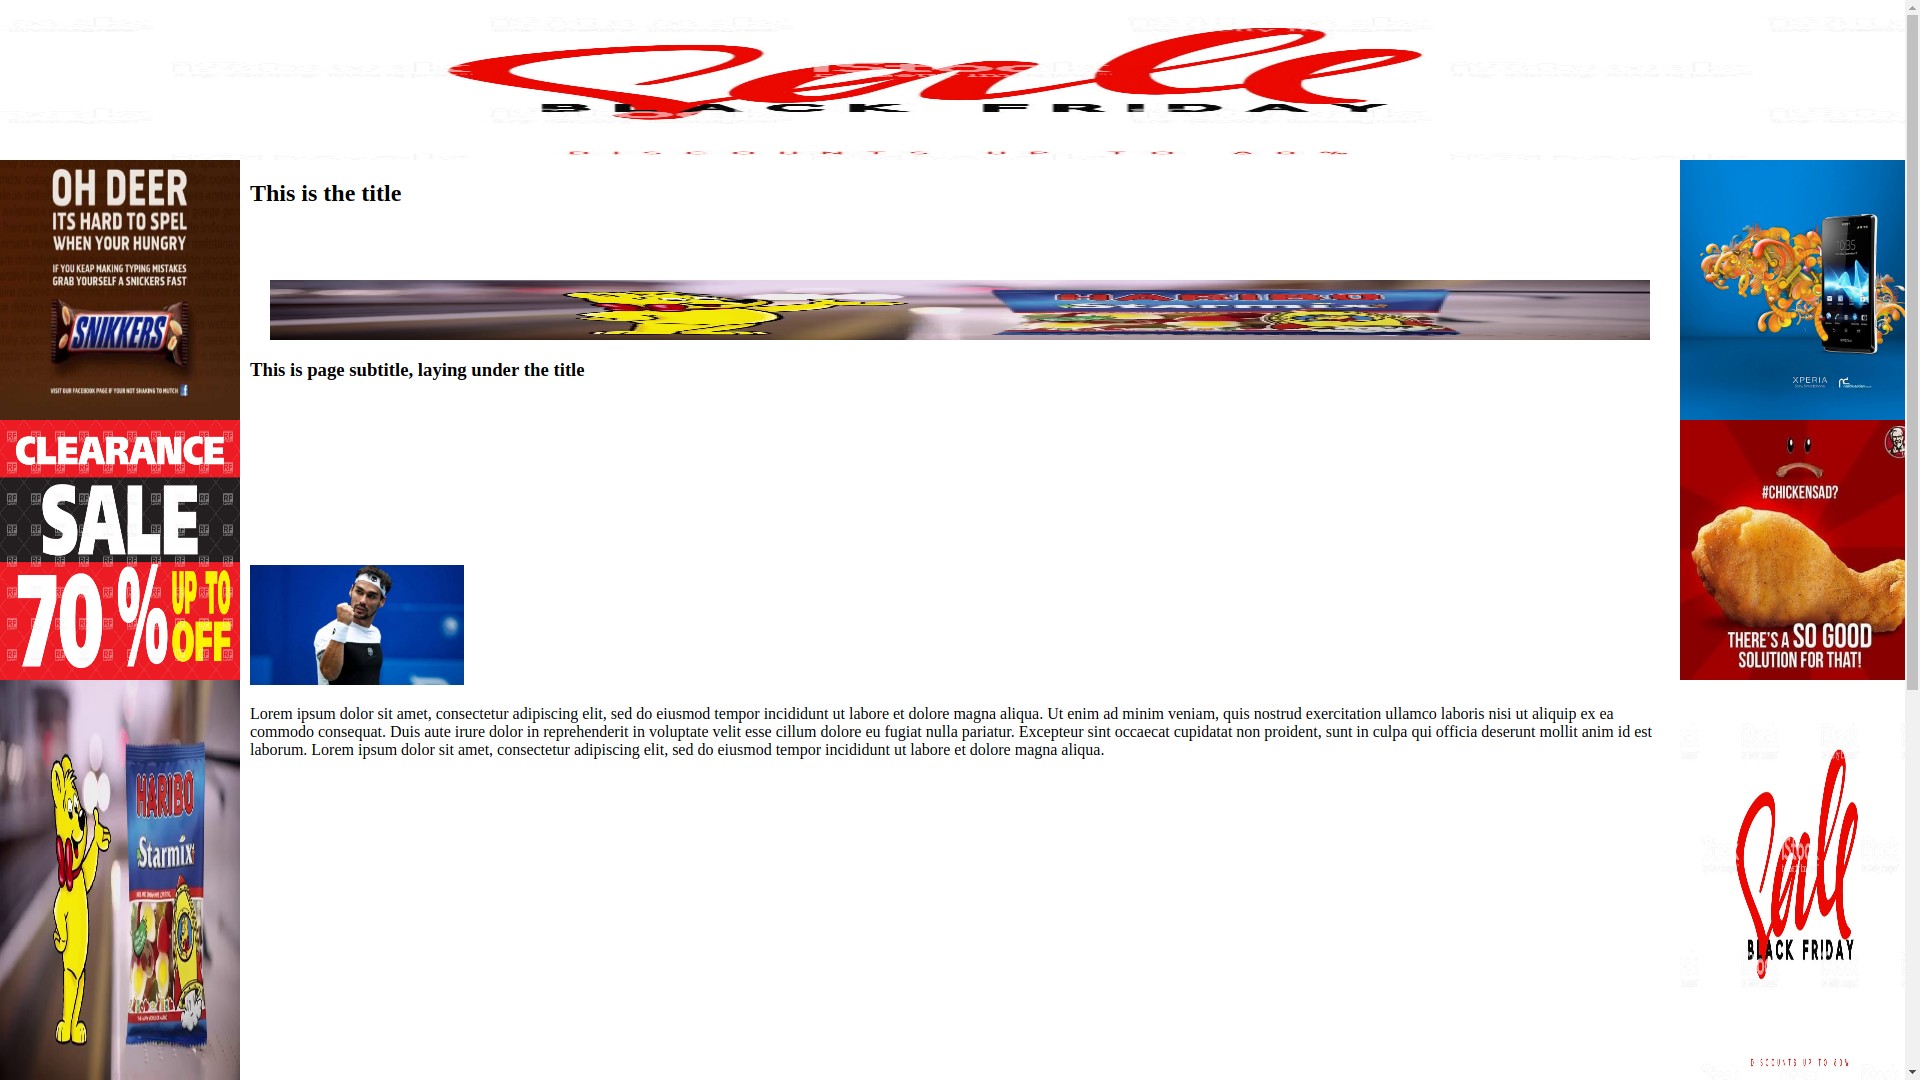 Sale
BLACK FRIDAY
DISCOUNTS UP TO 80%
OH DEER
ITS HARD TO SPEL
WHEN YOUR HUNGRY
IF YOU KEAP MAKING TYPING MISTAKES
GRAB YOURSELF A SNICKERS FAST
SNIKKERS
VISIT OUR FACEBOOK PAGE IF YOUR NOT SHAKING TO MUTCH
CLEARANCE
SALE
70% UP TO
OFF
HARIBO
Starmix
This is the title
HARIBO
Starmix
This is page subtitle, laying under the title
Lorem ipsum dolor sit amet, consectetur adipiscing elit, sed do eiusmod tempor incididunt ut labore et dolore magna aliqua. Ut enim ad minim veniam, quis nostrud exercitation ullamco laboris nisi ut aliquip ex ea
commodo consequat. Duis aute irure dolor in reprehenderit in voluptate velit esse cillum dolore eu fugiat nulla pariatur. Excepteur sint occaecat cupidatat non proident, sunt in culpa qui officia deserunt mollit anim id est
laborum. Lorem ipsum dolor sit amet, consectetur adipiscing elit, sed do eiusmod tempor incididunt ut labore et dolore magna aliqua.
10:35
XPERIA
#CHICKENSAD?
THERE'S A SO GOOD
SOLUTION FOR THAT!
Sale
iStock
BLACK FRIDAY
DISCOUNTS UP TO 80%